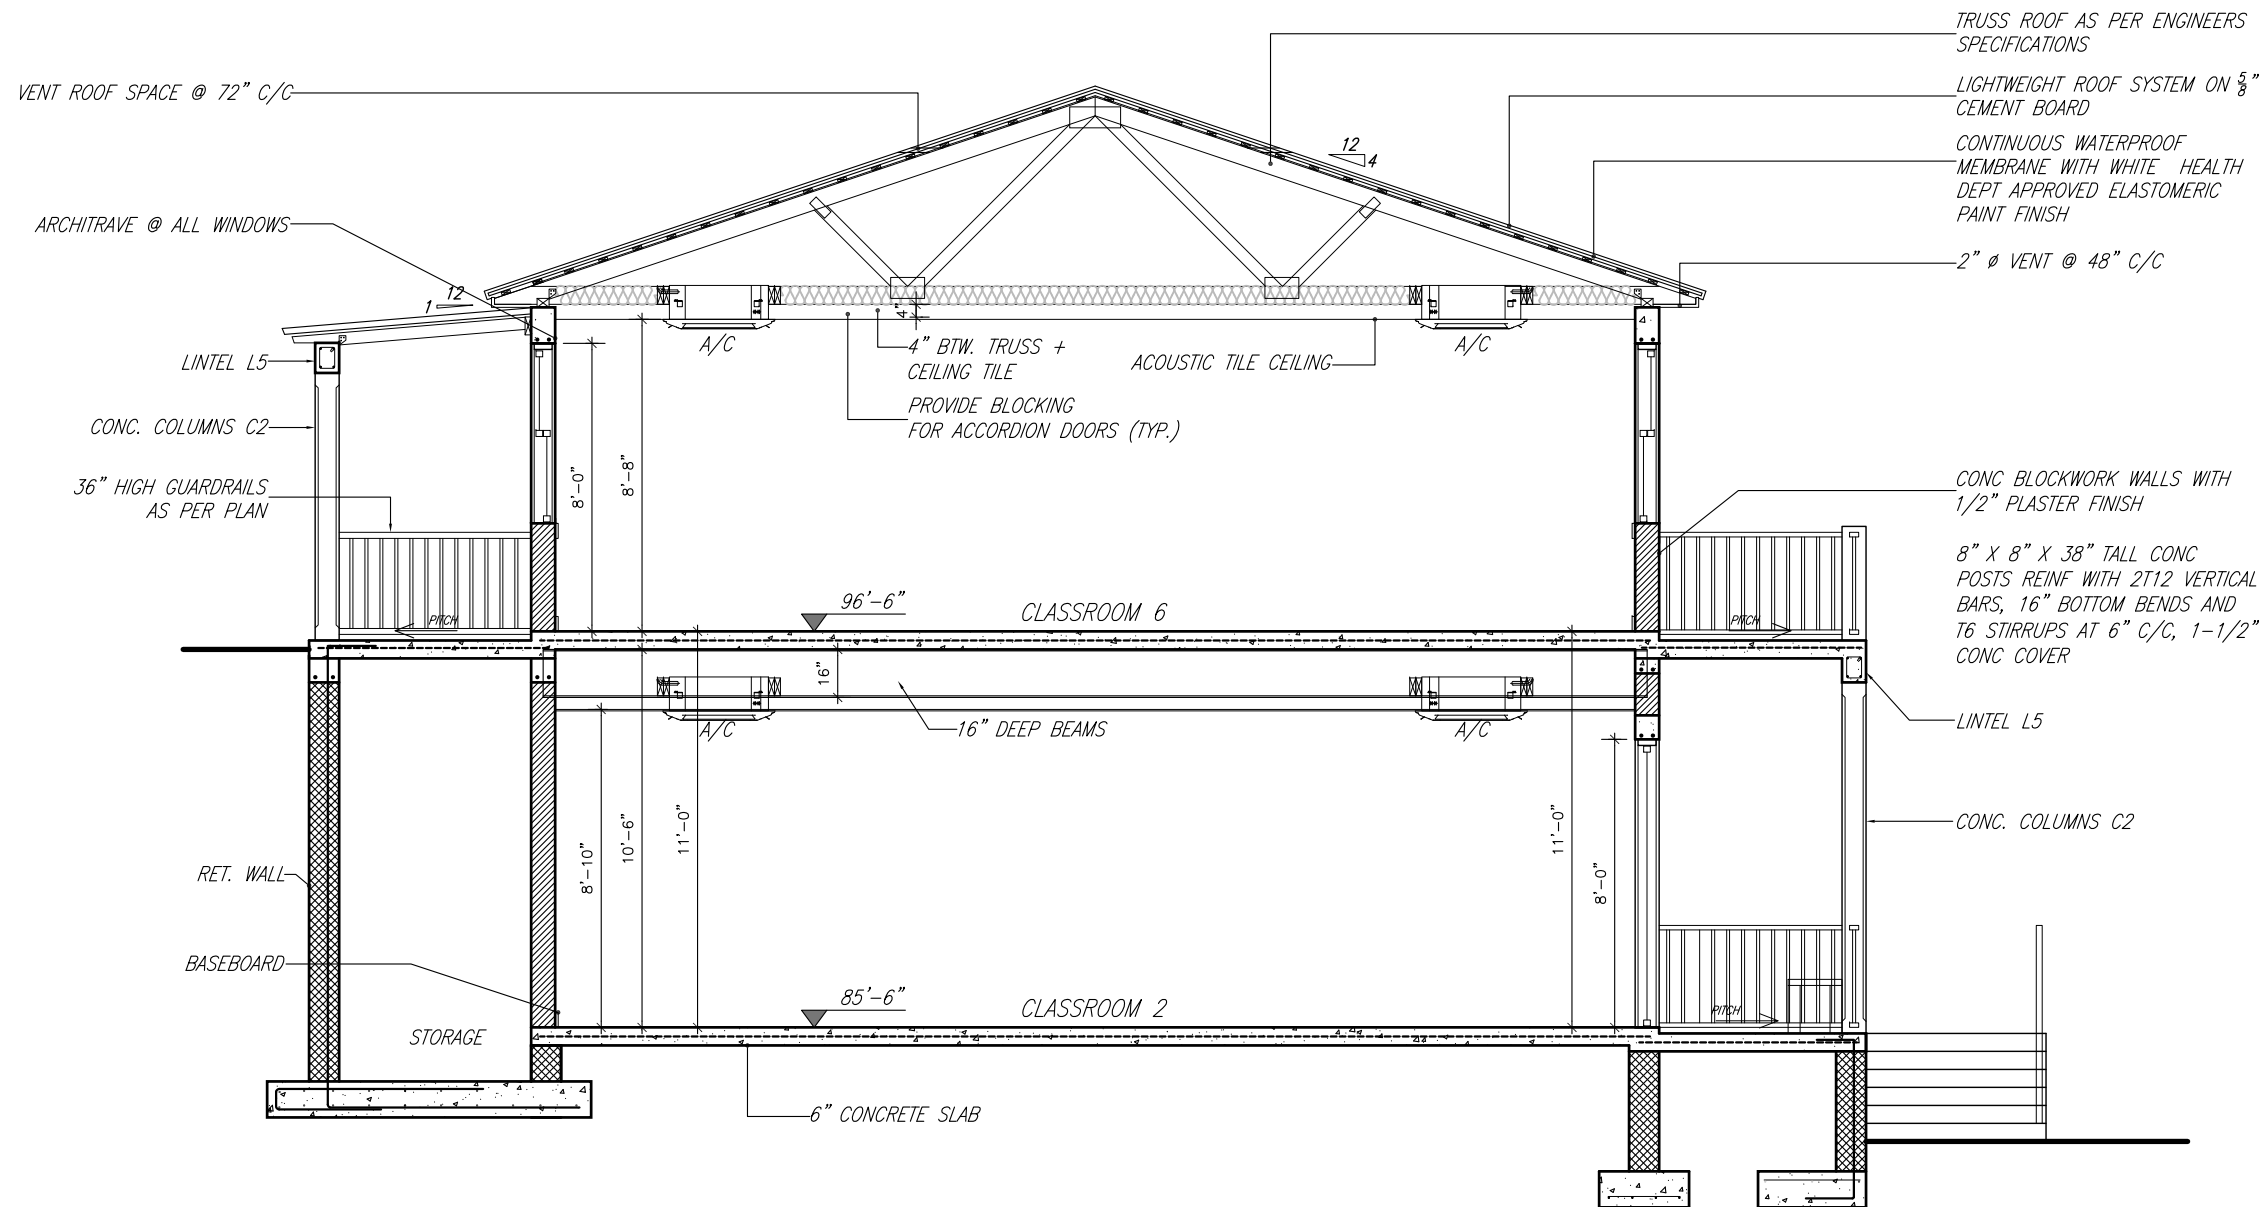 TRUSS ROOF AS PER ENGINEERS
SPECIFICATIONS
VENT ROOF SPACE @ 72" C/C
LIGHTWEIGHT ROOF SYSTEM ON 5/8"
CEMENT BOARD
12
4
CONTINUOUS WATERPROOF
MEMBRANE WITH WHITE HEALTH
DEPT APPROVED ELASTOMERIC
PAINT FINISH
ARCHITRAVE @ ALL WINDOWS
2" ø VENT @ 48" C/C
12
1
4"
A/C
4" BTW. TRUSS +
CEILING TILE
ACOUSTIC TILE CEILING
A/C
LINTEL L5
PROVIDE BLOCKING
FOR ACCORDION DOORS (TYP.)
CONC. COLUMNS C2
8'-0"
8'-8"
36" HIGH GUARDRAILS
AS PER PLAN
CONC BLOCKWORK WALLS WITH
1/2" PLASTER FINISH
8" X 8" X 38" TALL CONC
POSTS REINF WITH 2T12 VERTICAL
BARS, 16" BOTTOM BENDS AND
T6 STIRRUPS AT 6" C/C, 1-1/2"
CONC COVER
PITCH
96'-6"
CLASSROOM 6
PITCH
16"
A/C
16" DEEP BEAMS
A/C
LINTEL L5
8'-10"
10'-6"
11'-0"
11'-0"
8'-0"
CONC. COLUMNS C2
RET. WALL
BASEBOARD
85'-6"
CLASSROOM 2
PITCH
STORAGE
6" CONCRETE SLAB